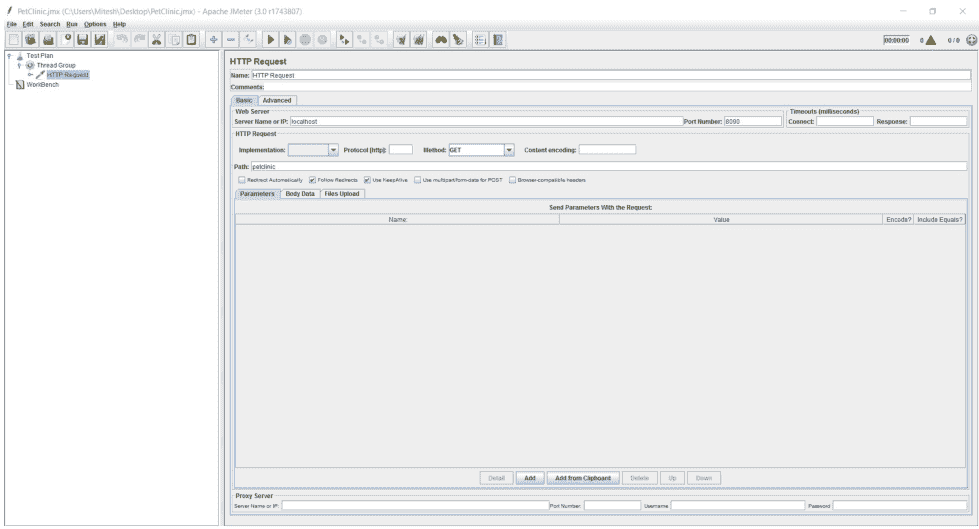 PetClinic.jmx (C:\Users\Mitesh\Desktop\PetClinic.jmx) - Apache JMeter (3.0 r1743807)
File Edit Search Run Options Help
00:00:00 0 0 / 0
Test Plan
Thread Group
HTTP Request
WorkBench
HTTP Request
Name: HTTP Request
Comments:
Basic Advanced
Web Server Timeouts (milliseconds)
Server Name or IP: localhost Port Number: 8090 Connect: Response:
HTTP Request
Implementation: Protocol [http]: Method: GET Content encoding:
Path: petclinic
Redirect Automatically Follow Redirects Use KeepAlive Use multipart/form-data for POST Browser-compatible headers
Parameters Body Data Files Upload
Send Parameters With the Request:
Name: Value Encode? Include Equals?
Detail Add Add from Clipboard Delete Up Down
Proxy Server
Server Name or IP: Port Number: Username Password